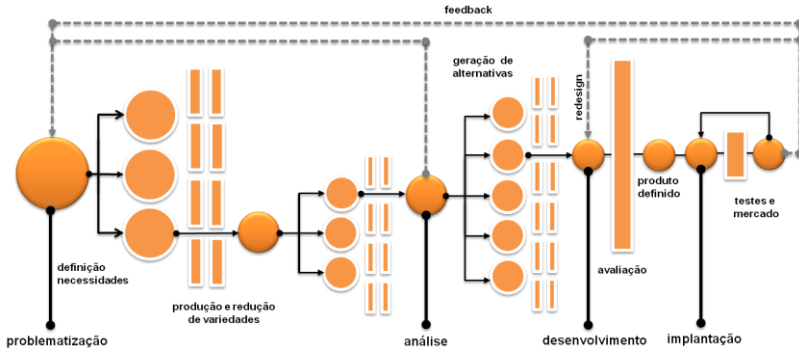 feedback
geração de
alternativas
redesign
definição
necessidades
produção e redução
de variedades
avaliação
produto
definido
testes e
mercado
problematização
análise
desenvolvimento
implantação